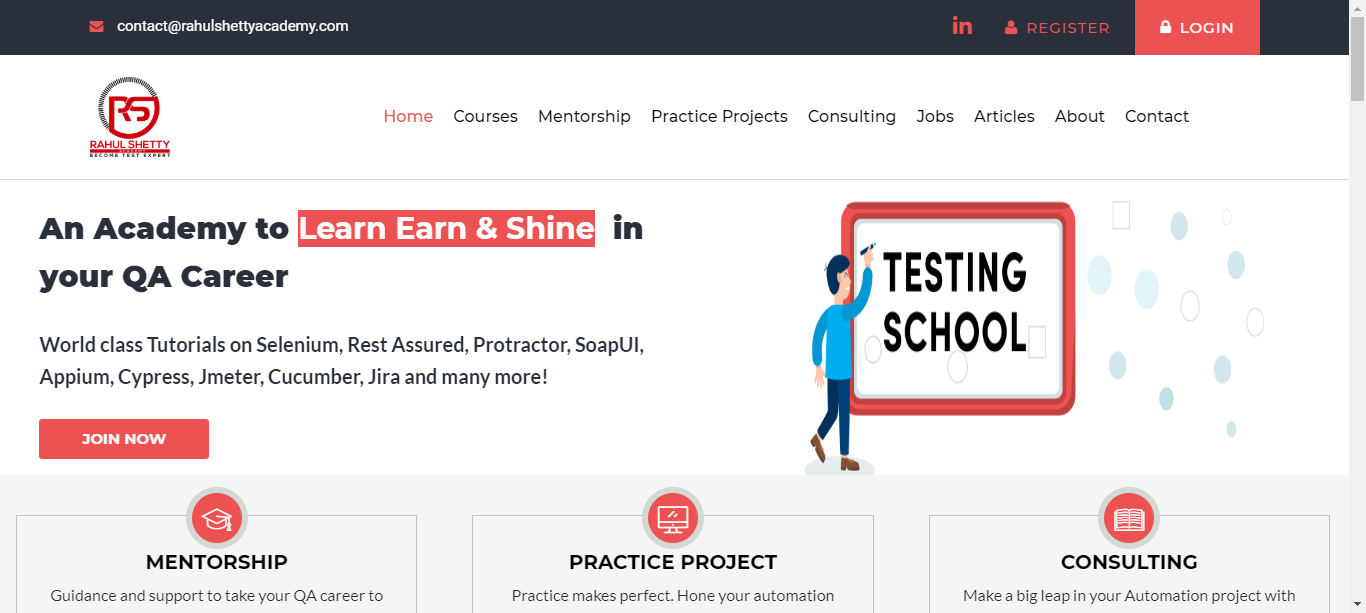 contact@rahulshettyacademy.com
in REGISTER LOGIN
RS
RAHUL SHETTY
ACADEMY
BECOME TEST EXPERT
Home Courses Mentorship Practice Projects Consulting Jobs Articles About Contact
An Academy to Learn Earn & Shine in
your QA Career
World class Tutorials on Selenium, Rest Assured, Protractor, SoapUI,
Appium, Cypress, Jmeter, Cucumber, Jira and many more!
JOIN NOW
TESTING
SCHOOL
MENTORSHIP
Guidance and support to take your QA career to
PRACTICE PROJECT
Practice makes perfect. Hone your automation
CONSULTING
Make a big leap in your Automation project with